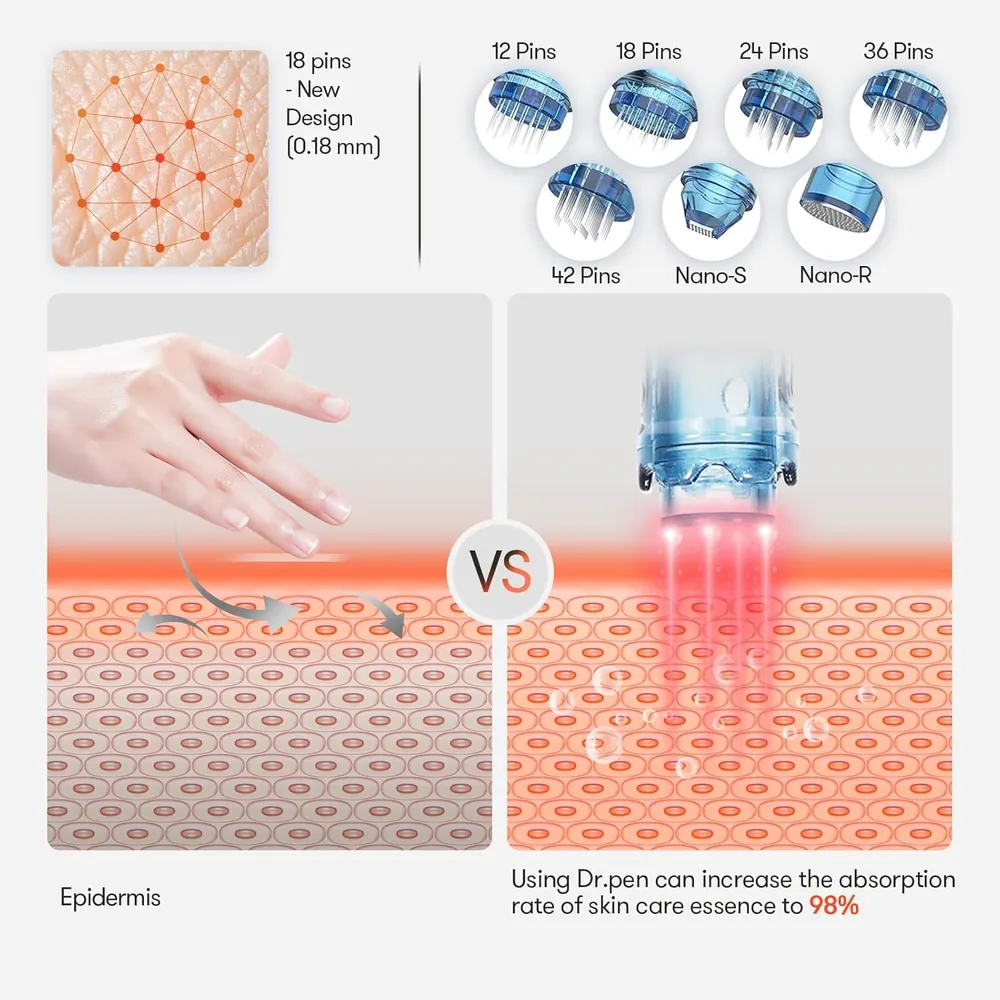 18 pins
- New
Design
(0.18 mm)
12 Pins
18 Pins
24 Pins
36 Pins
42 Pins
Nano-S
Nano-R
VS
Epidermis
Using Dr.pen can increase the absorption
rate of skin care essence to 98%